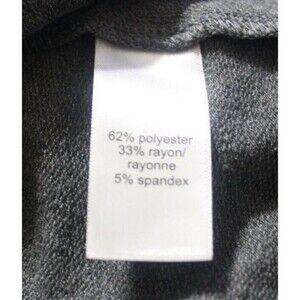 62% polyester
33% rayon/
rayonne
5% spandex